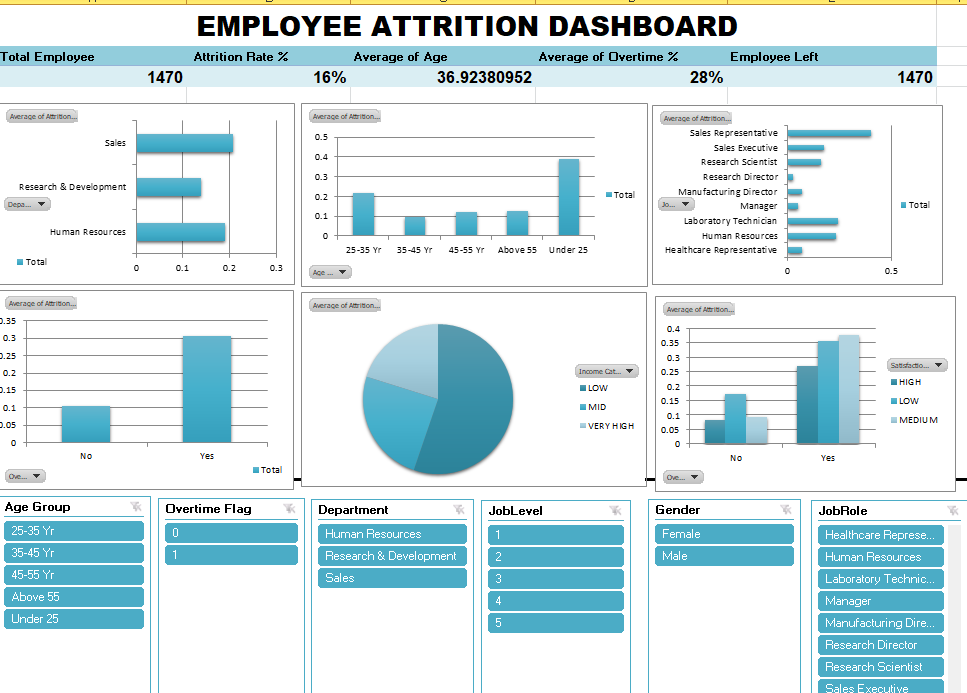 EMPLOYEE ATTRITION DASHBOARD
Total Employee Attrition Rate % Average of Age Average of Overtime % Employee Left
1470 16% 36.92380952 28% 1470
Average of Attrition...
Sales
Research & Development
Human Resources
0 0.1 0.2 0.3
Depa...
Total
Average of Attrition...
0.5
0.4
0.3
0.2
0.1
0
25-35 Yr 35-45 Yr 45-55 Yr Above 55 Under 25
Total
Age ...
Average of Attrition...
Sales Representative
Sales Executive
Research Scientist
Research Director
Manufacturing Director
Manager
Laboratory Technician
Human Resources
Healthcare Representative
0 0.5
Jo...
Total
Average of Attrition...
0.35
0.3
0.25
0.2
0.15
0.1
0.05
0
No Yes
Total
Ove...
Average of Attrition...
Income Cat...
LOW
MID
VERY HIGH
Average of Attrition...
0.4
0.35
0.3
0.25
0.2
0.15
0.1
0.05
0
No Yes
Satisfactio...
HIGH
LOW
MEDIUM
Ove...
Age Group
25-35 Yr
35-45 Yr
45-55 Yr
Above 55
Under 25
Overtime Flag
0
1
Department
Human Resources
Research & Development
Sales
JobLevel
1
2
3
4
5
Gender
Female
Male
JobRole
Healthcare Represe...
Human Resources
Laboratory Technic...
Manager
Manufacturing Dire...
Research Director
Research Scientist
Sales Executive